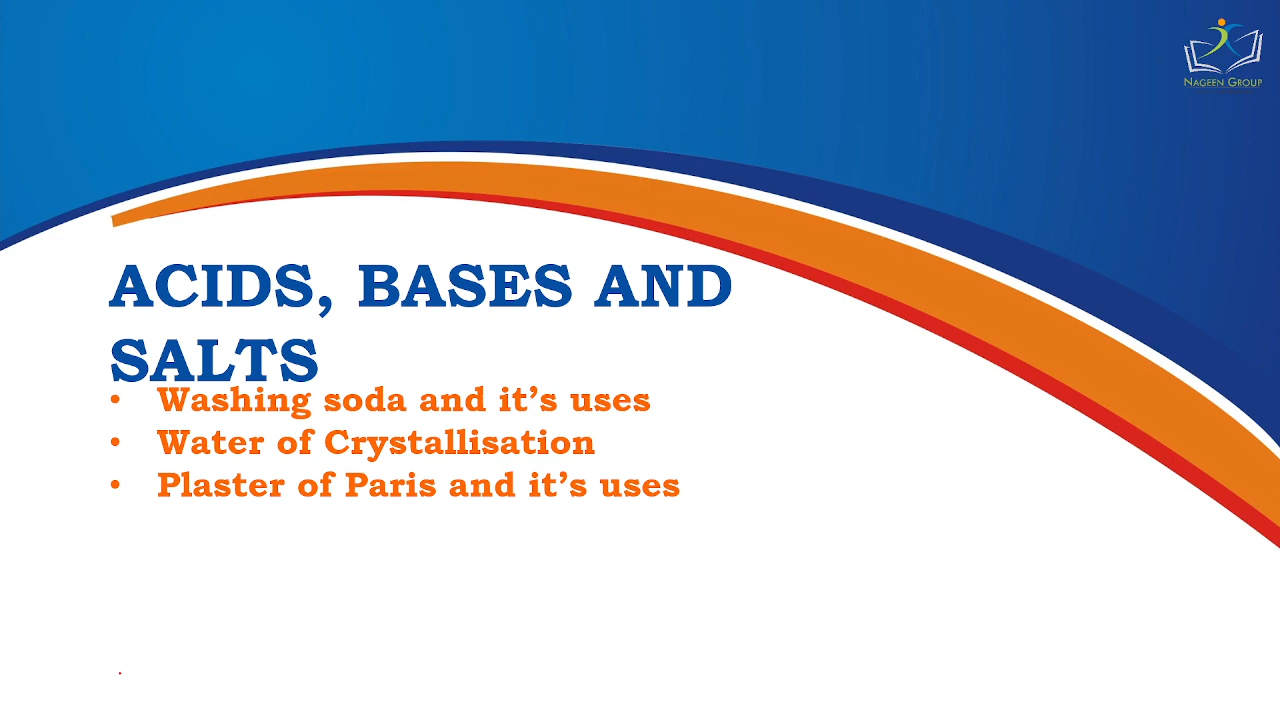 NAGEEN GROUP
ACIDS, BASES AND
SALTS
• Washing soda and it’s uses
• Water of Crystallisation
• Plaster of Paris and it’s uses
.